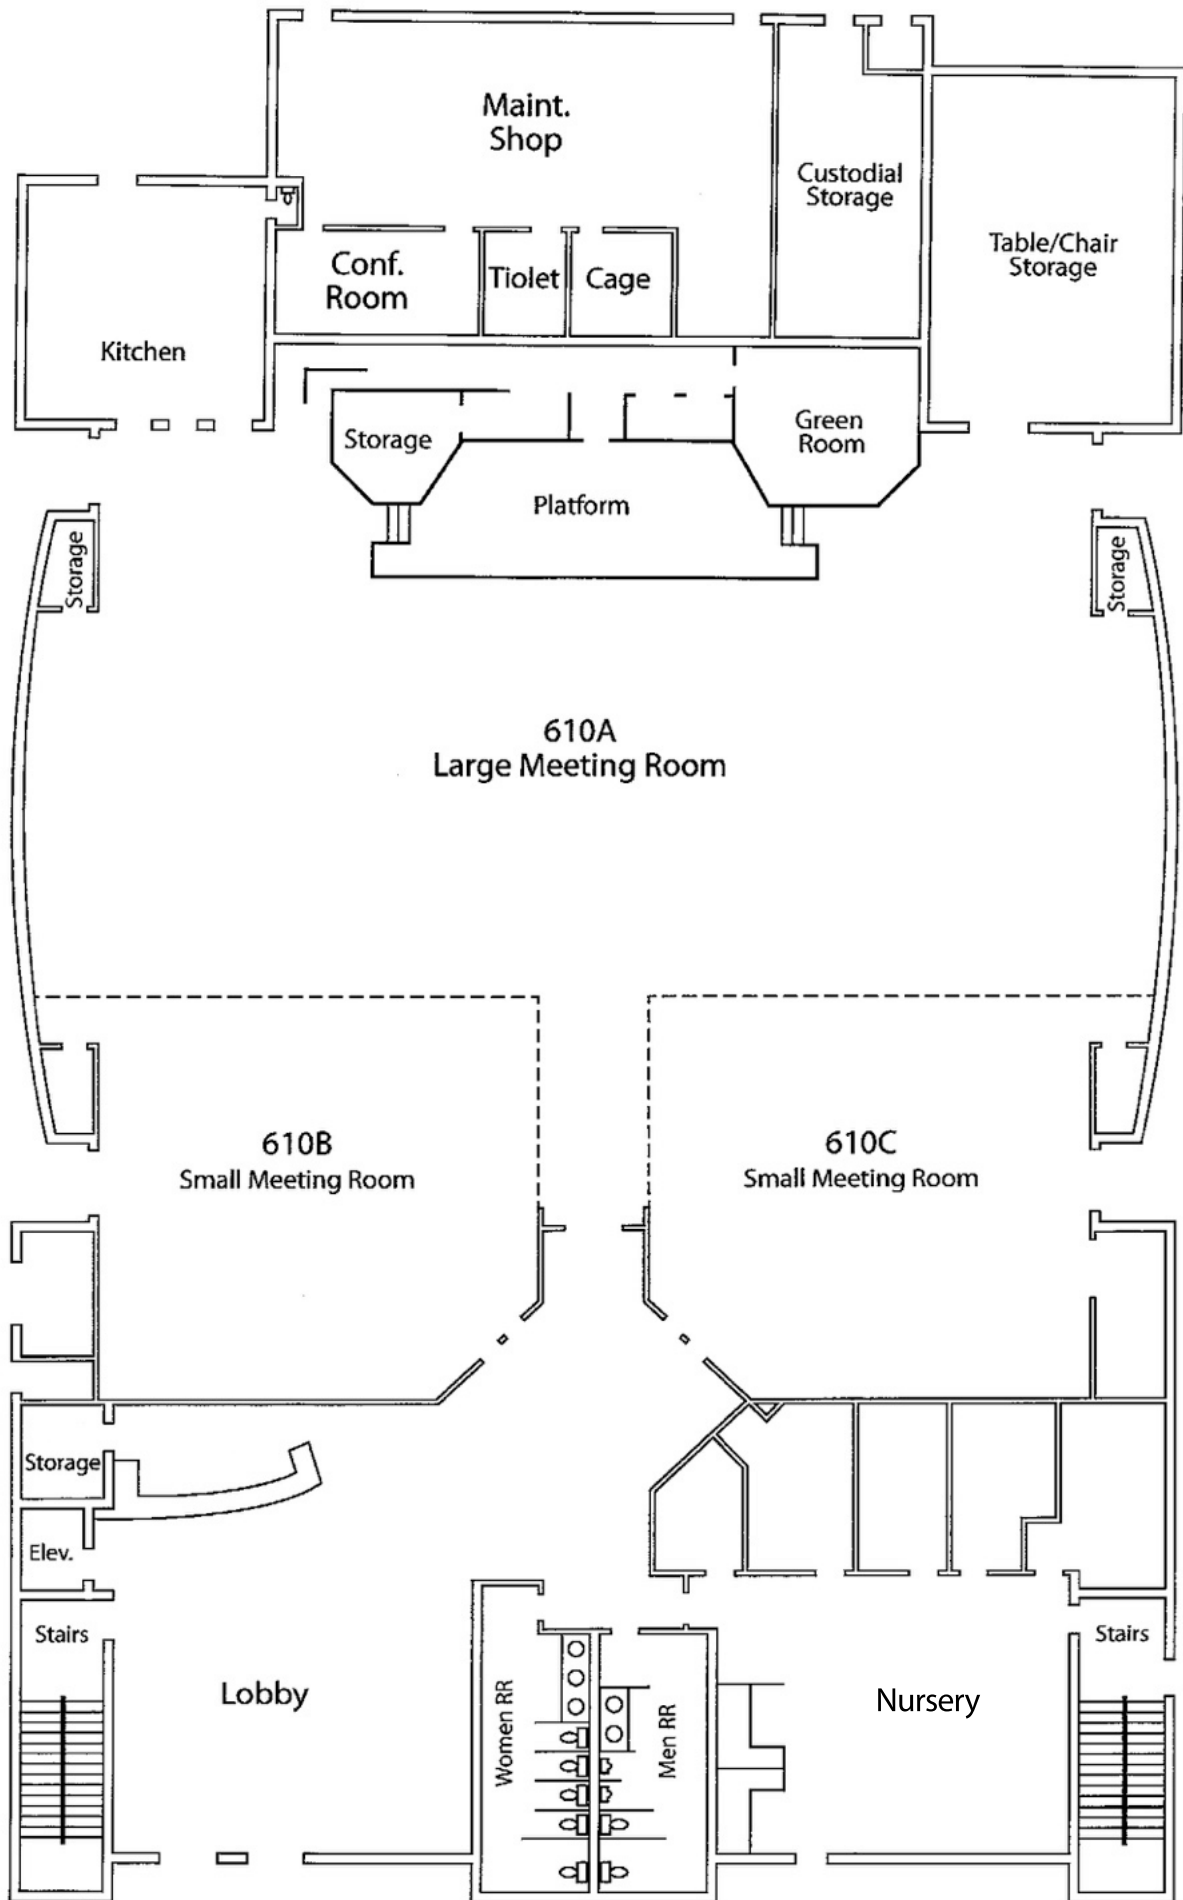 Maint.
Shop
Custodial
Storage
Table/Chair
Storage
Conf.
Room
Tiolet
Cage
Kitchen
Storage
Green
Room
Platform
Storage
Storage
610A
Large Meeting Room
610B
Small Meeting Room
610C
Small Meeting Room
Storage
Elev.
Stairs
Lobby
Women RR
Men RR
Nursery
Stairs